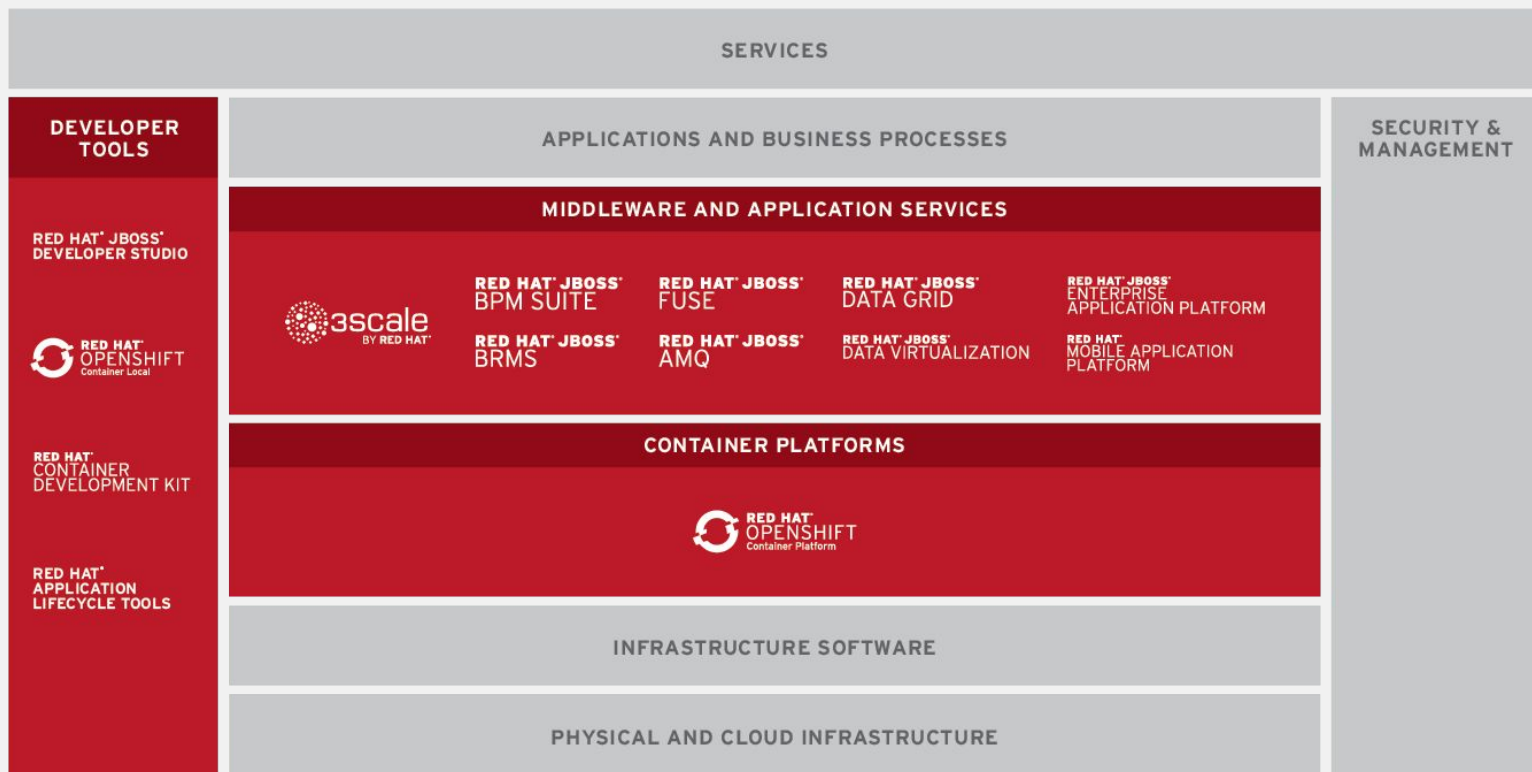 SERVICES
DEVELOPER
TOOLS
RED HAT® JBOSS®
DEVELOPER STUDIO
RED HAT®
OPENSHIFT
Container Local
RED HAT®
CONTAINER
DEVELOPMENT KIT
RED HAT®
APPLICATION
LIFECYCLE TOOLS
APPLICATIONS AND BUSINESS PROCESSES
MIDDLEWARE AND APPLICATION SERVICES
3scale
BY RED HAT®
RED HAT® JBOSS®
BPM SUITE
RED HAT® JBOSS®
FUSE
RED HAT® JBOSS®
DATA GRID
RED HAT® JBOSS®
ENTERPRISE
APPLICATION PLATFORM
RED HAT® JBOSS®
BRMS
RED HAT® JBOSS®
AMQ
RED HAT® JBOSS®
DATA VIRTUALIZATION
RED HAT®
MOBILE APPLICATION
PLATFORM
CONTAINER PLATFORMS
RED HAT®
OPENSHIFT
Container Platform
INFRASTRUCTURE SOFTWARE
PHYSICAL AND CLOUD INFRASTRUCTURE
SECURITY &
MANAGEMENT